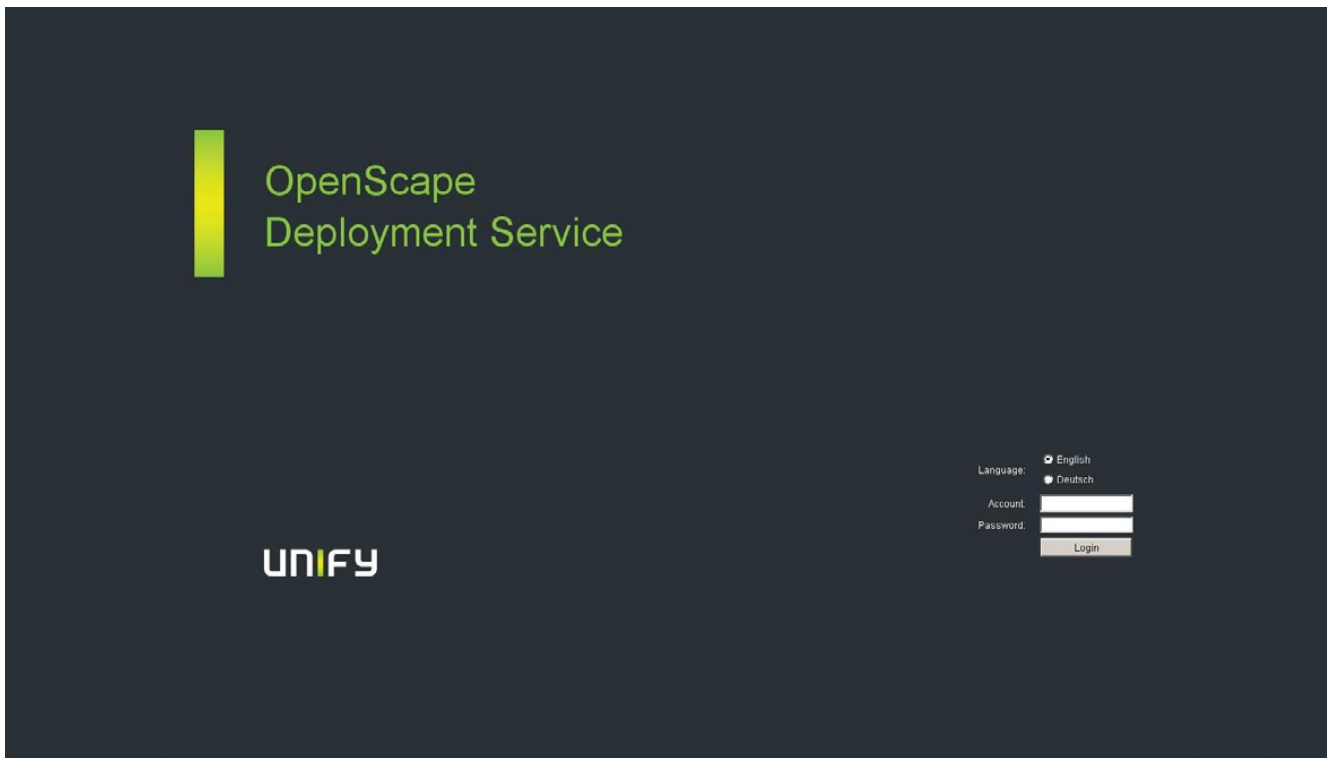 OpenScape
Deployment Service
Language:
English
Deutsch
Account:
Password:
Login
UNIFY